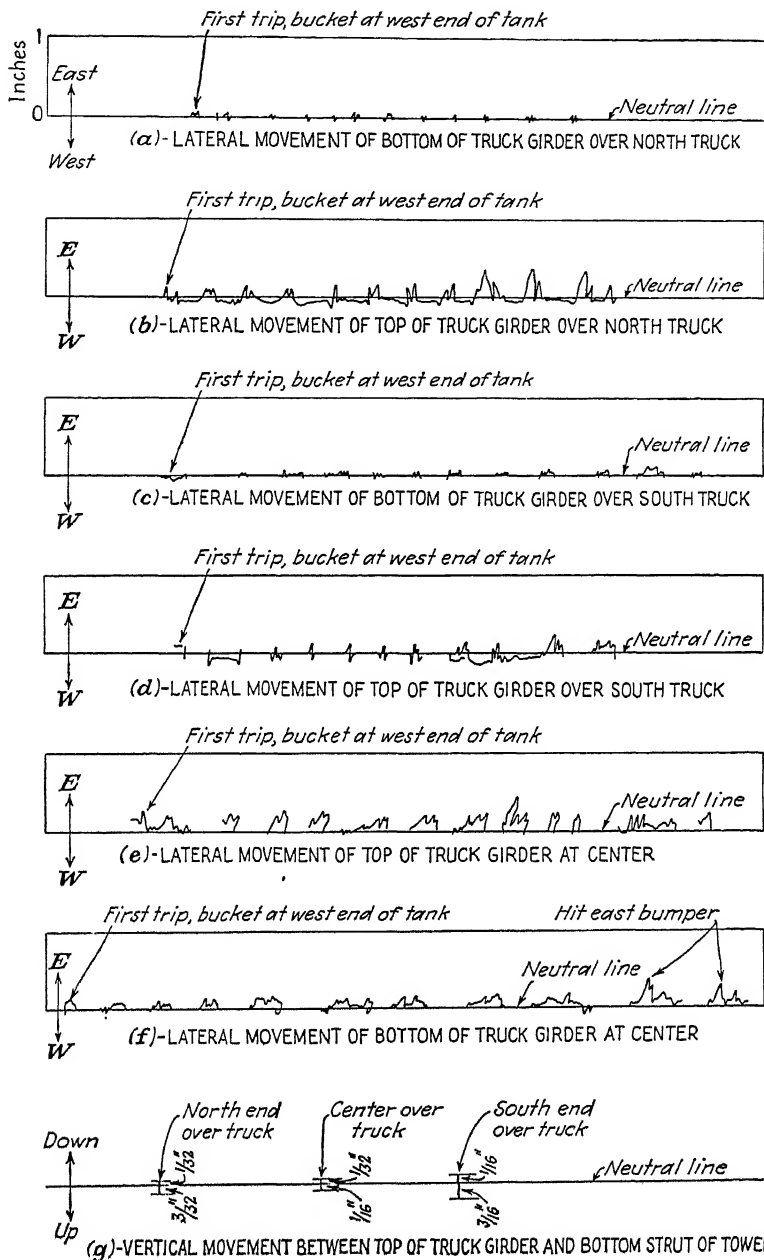 First trip, bucket at west end of tank
1
Inches
East
0
Neutral line
West
(a)-LATERAL MOVEMENT OF BOTTOM OF TRUCK GIRDER OVER NORTH TRUCK
First trip, bucket at west end of tank
E
Neutral line
W
(b)-LATERAL MOVEMENT OF TOP OF TRUCK GIRDER OVER NORTH TRUCK
First trip, bucket at west end of tank
E
Neutral line
W
(c)-LATERAL MOVEMENT OF BOTTOM OF TRUCK GIRDER OVER SOUTH TRUCK
First trip, bucket at west end of tank
E
Neutral line
W
(d)-LATERAL MOVEMENT OF TOP OF TRUCK GIRDER OVER SOUTH TRUCK
First trip, bucket at west end of tank
E
Neutral line
W
(e)-LATERAL MOVEMENT OF TOP OF TRUCK GIRDER AT CENTER
First trip, bucket at west end of tank
Hit east bumper
E
Neutral line
W
(f)-LATERAL MOVEMENT OF BOTTOM OF TRUCK GIRDER AT CENTER
North end
over truck
Center over
truck
South end
over truck
Down
1/32"
1/32"
1/16"
Neutral line
3/32"
1/16"
3/16"
Up
(g)-VERTICAL MOVEMENT BETWEEN TOP OF TRUCK GIRDER AND BOTTOM STRUT OF TOWE